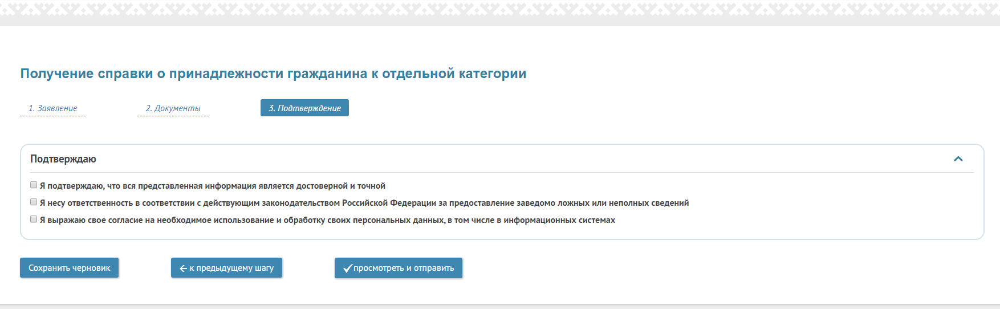 Получение справки о принадлежности гражданина к отдельной категории
1. Заявление
2. Документы
3. Подтверждение
Подтверждаю
Я подтверждаю, что вся представленная информация является достоверной и точной
Я несу ответственность в соответствии с действующим законодательством Российской Федерации за предоставление заведомо ложных или неполных сведений
Я выражаю свое согласие на необходимое использование и обработку своих персональных данных, в том числе в информационных системах
Сохранить черновик
к предыдущему шагу
просмотреть и отправить